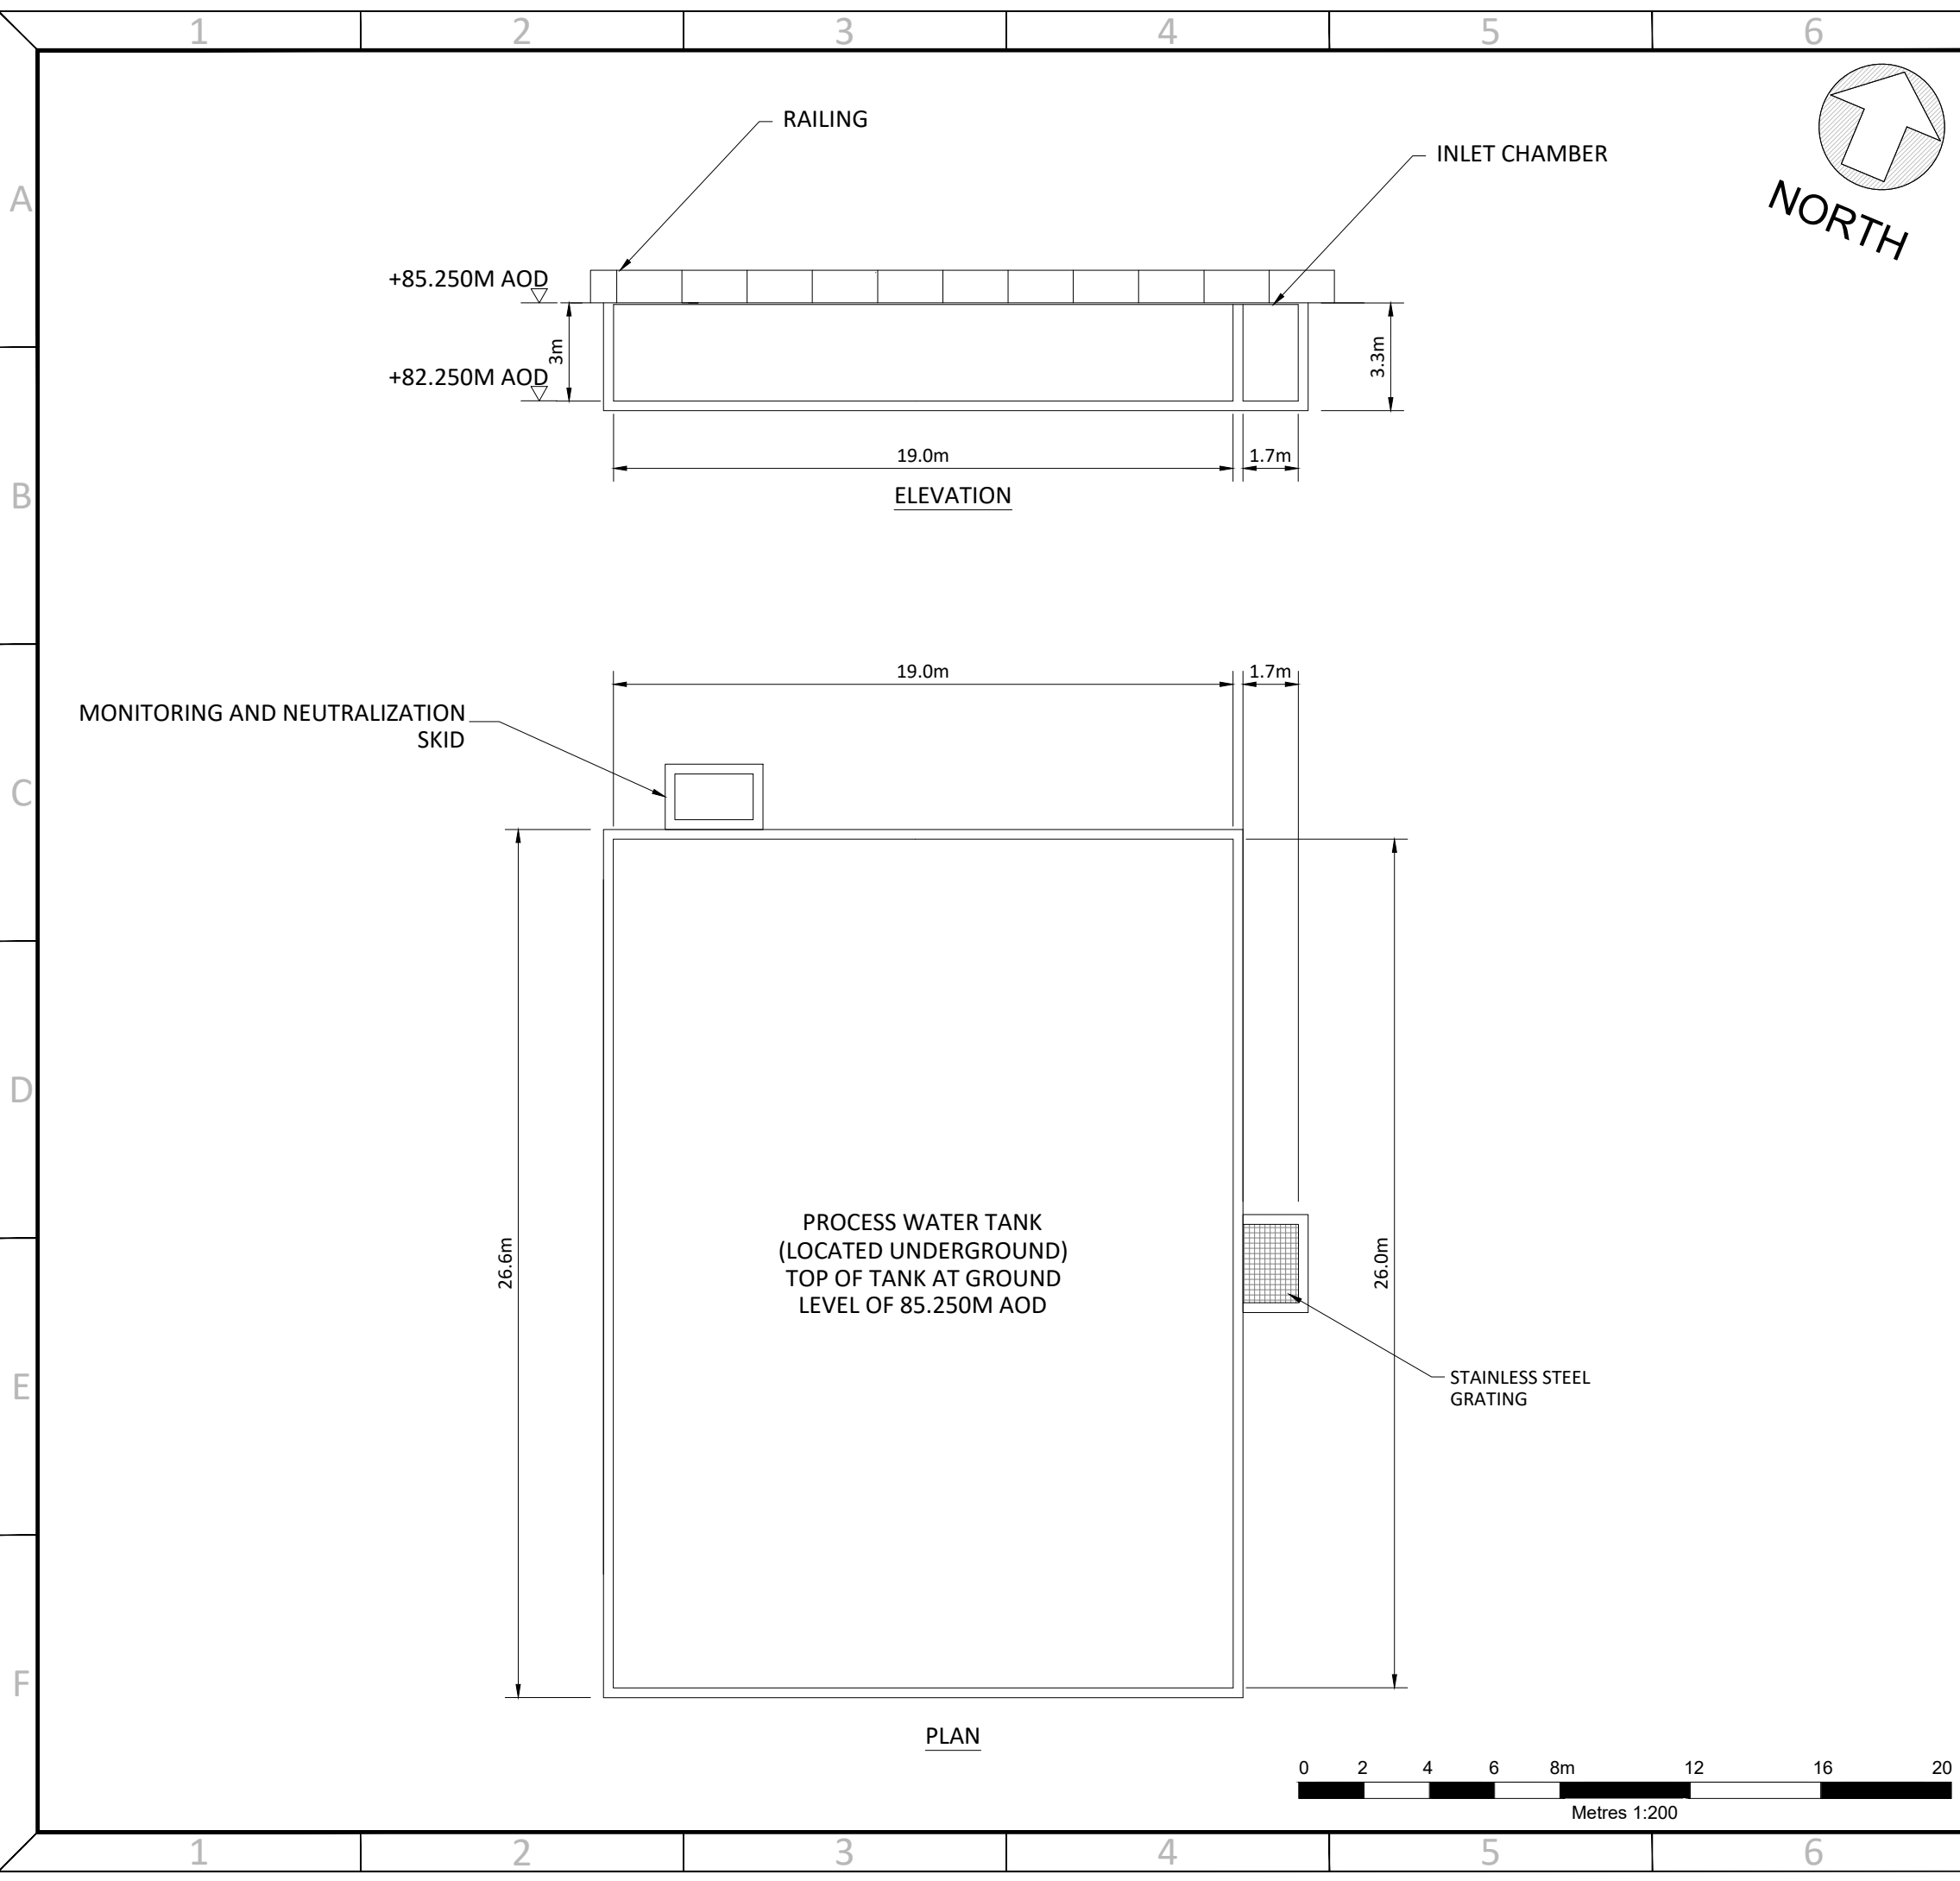 1 2 3 4 5 6
RAILING
INLET CHAMBER
NORTH
A
+85.250M AOD
3m
3.3m
+82.250M AOD
19.0m
1.7m
B
ELEVATION
19.0m
1.7m
MONITORING AND NEUTRALIZATION
SKID
C
D
26.6m
PROCESS WATER TANK
(LOCATED UNDERGROUND)
TOP OF TANK AT GROUND
LEVEL OF 85.250M AOD
26.0m
E
STAINLESS STEEL
GRATING
F
PLAN
0 2 4 6 8m 12 16 20
Metres 1:200
1 2 3 4 5 6